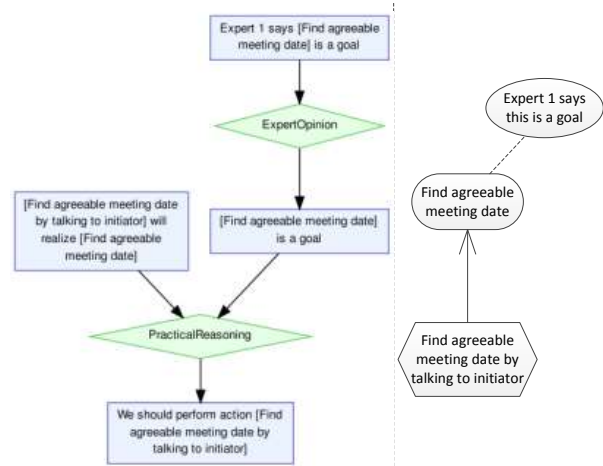 Expert 1 says [Find agreeable
meeting date] is a goal
ExpertOpinion
[Find agreeable meeting date
by talking to initiator] will
realize [Find agreeable
meeting date]
[Find agreeable meeting date]
is a goal
PracticalReasoning
We should perform action [Find
agreeable meeting date by
talking to initiator]
Expert 1 says
this is a goal
Find agreeable
meeting date
Find agreeable
meeting date by
talking to initiator